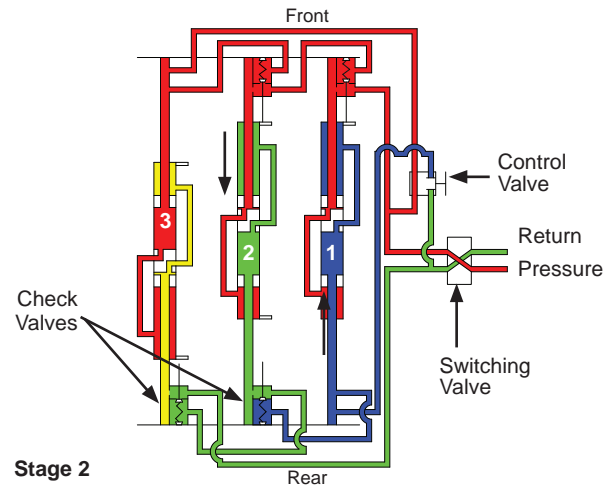 Front
Control
Valve
3
2
1
Return
Pressure
Check
Valves
Switching
Valve
Stage 2
Rear